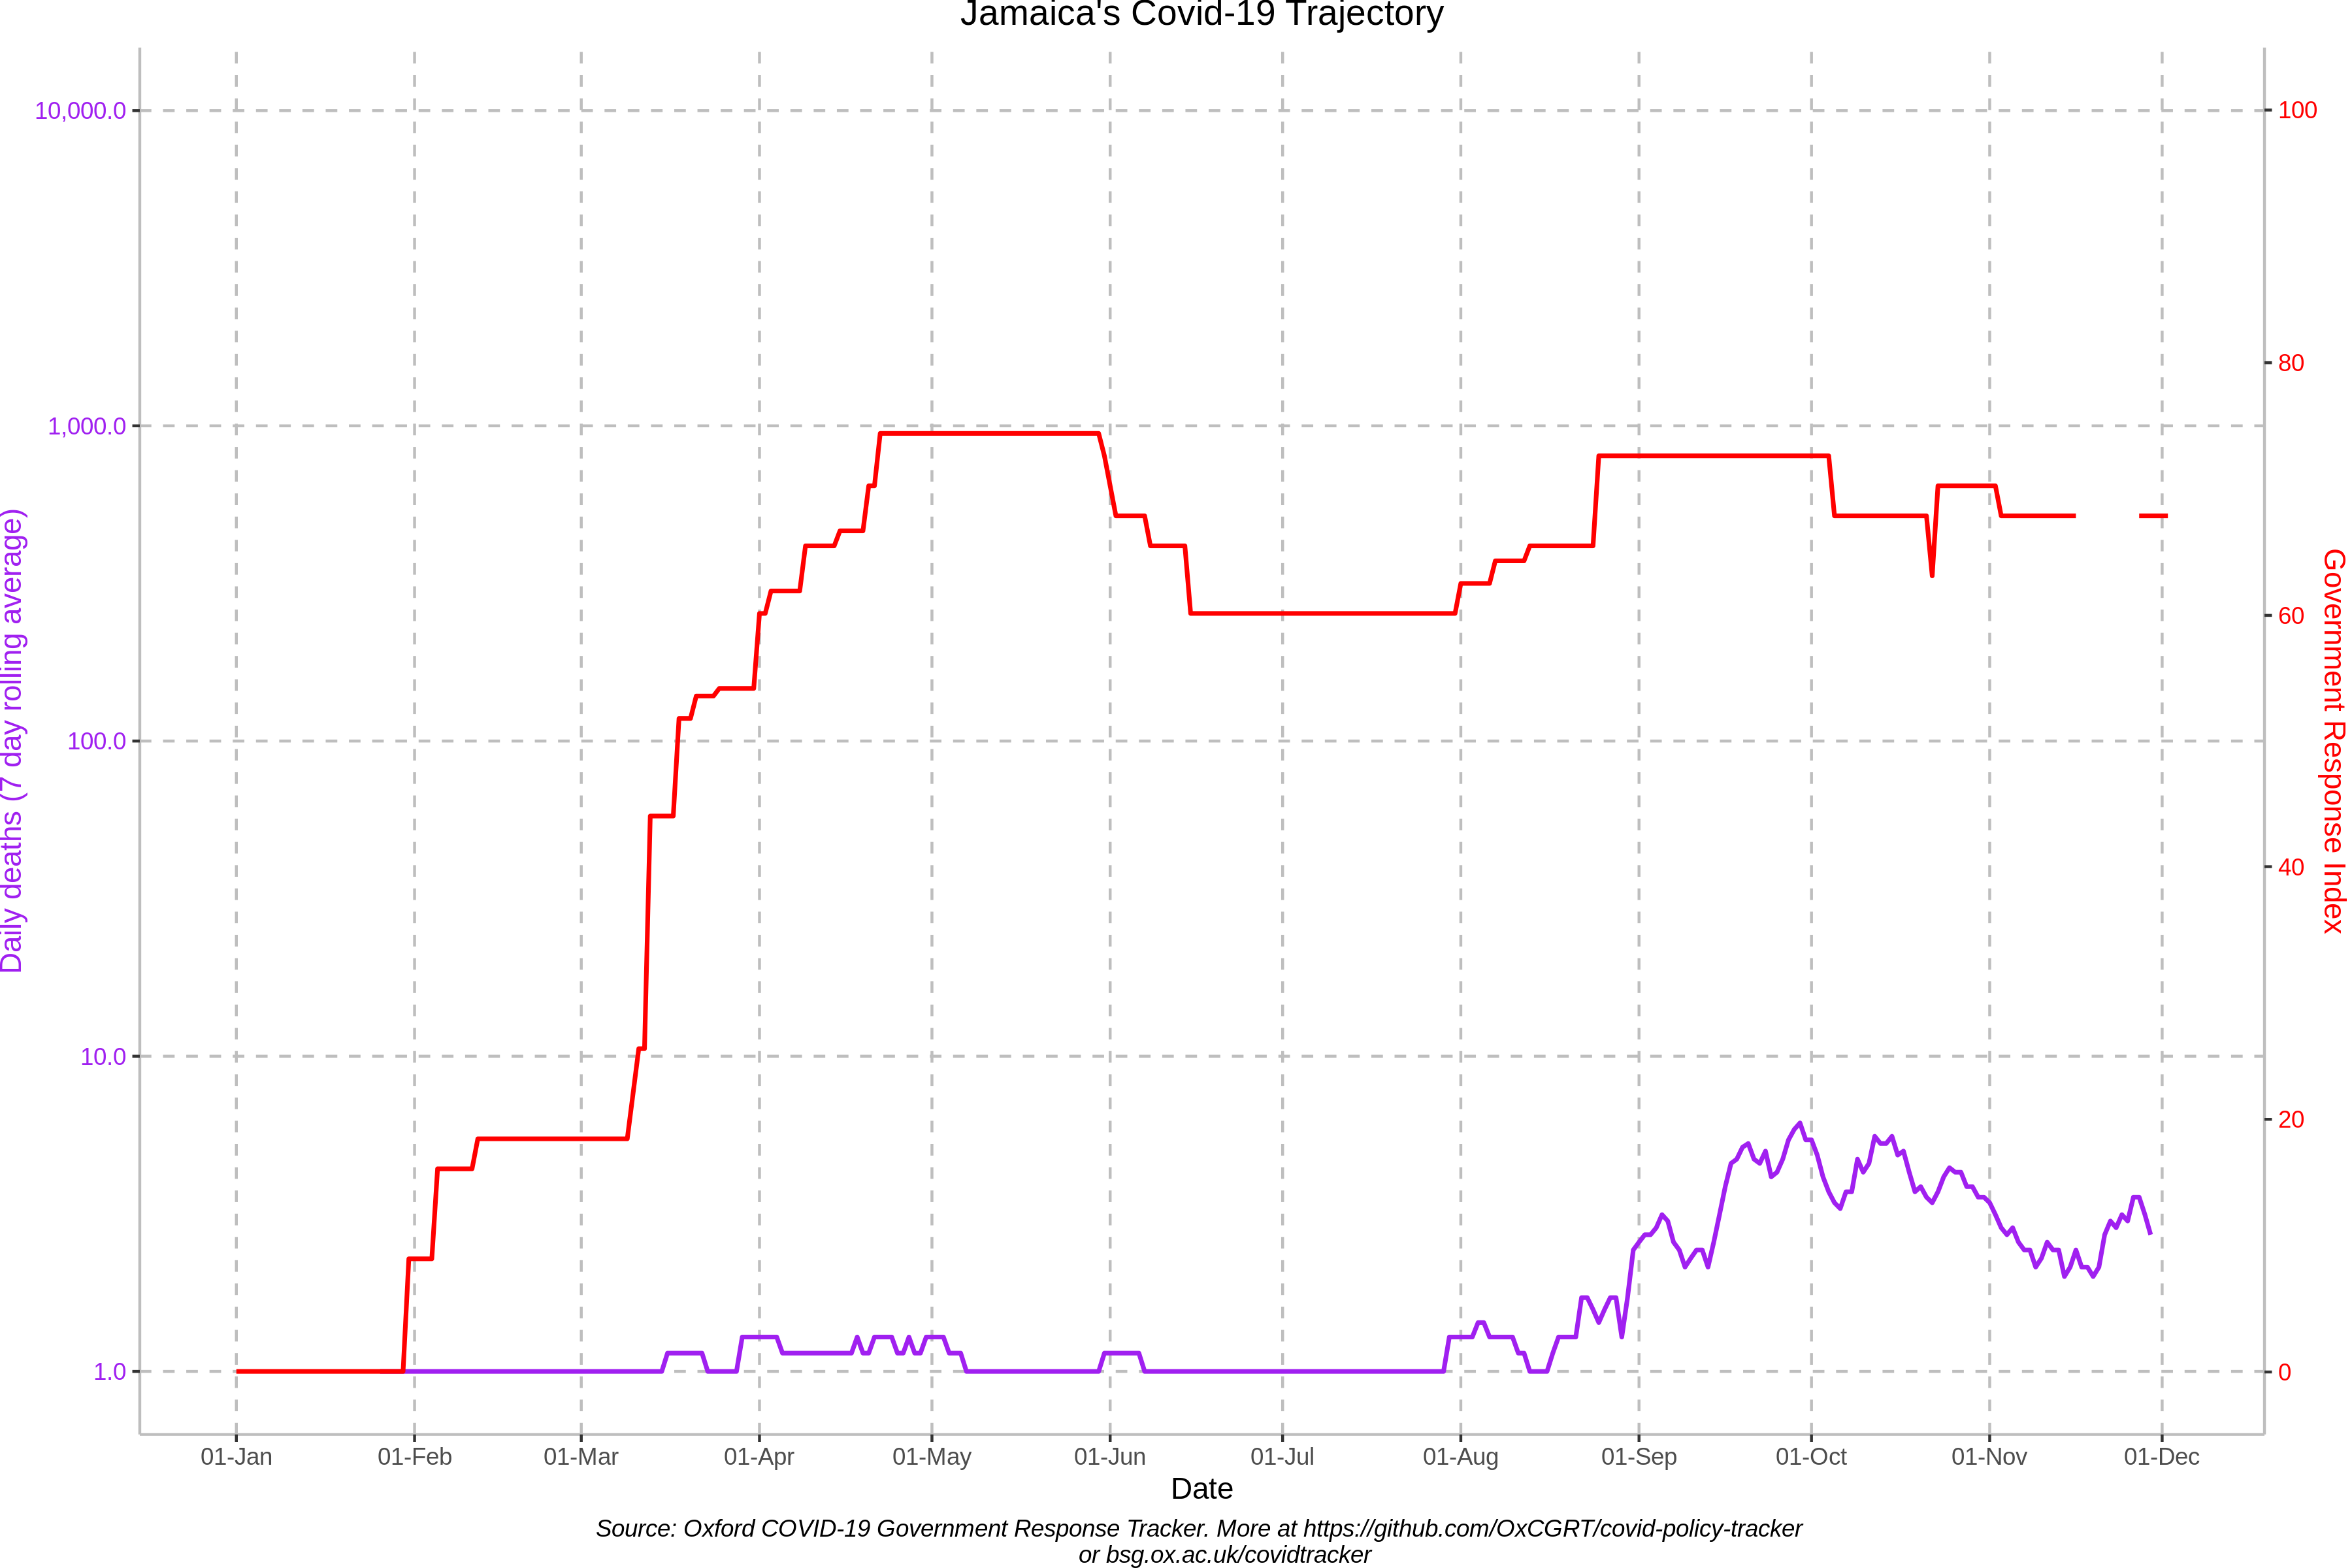 Jamaica's Covid-19 Trajectory
Daily deaths (7 day rolling average)
10,000.0
1,000.0
100.0
10.0
1.0
100
80
60
40
20
0
Government Response Index
01-Jan 01-Feb 01-Mar 01-Apr 01-May 01-Jun 01-Jul 01-Aug 01-Sep 01-Oct 01-Nov 01-Dec
Date
Source: Oxford COVID-19 Government Response Tracker. More at https://github.com/OxCGRT/covid-policy-tracker
or bsg.ox.ac.uk/covidtracker